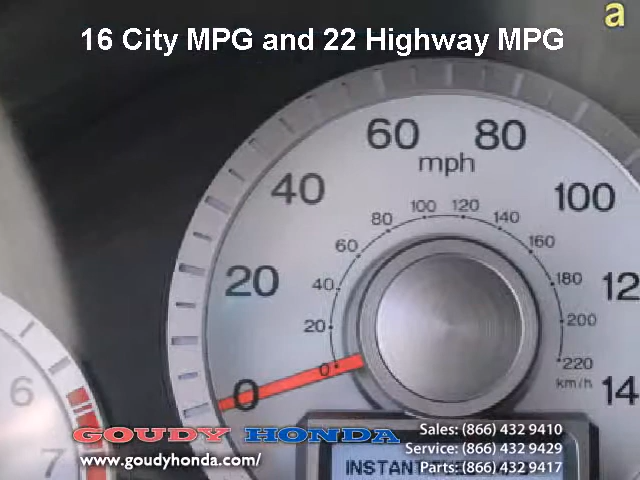 a
16 City MPG and 22 Highway MPG
60 80
mph
40 100
100 120
80 140
60 160
20 40 180 12
20 200
0 220
km/h
0 14
6
7
GOUDY HONDA
www.goudyhonda.com/
INSTANT
Sales: (866) 432 9410
Service: (866) 432 9429
Parts: (866) 432 9417